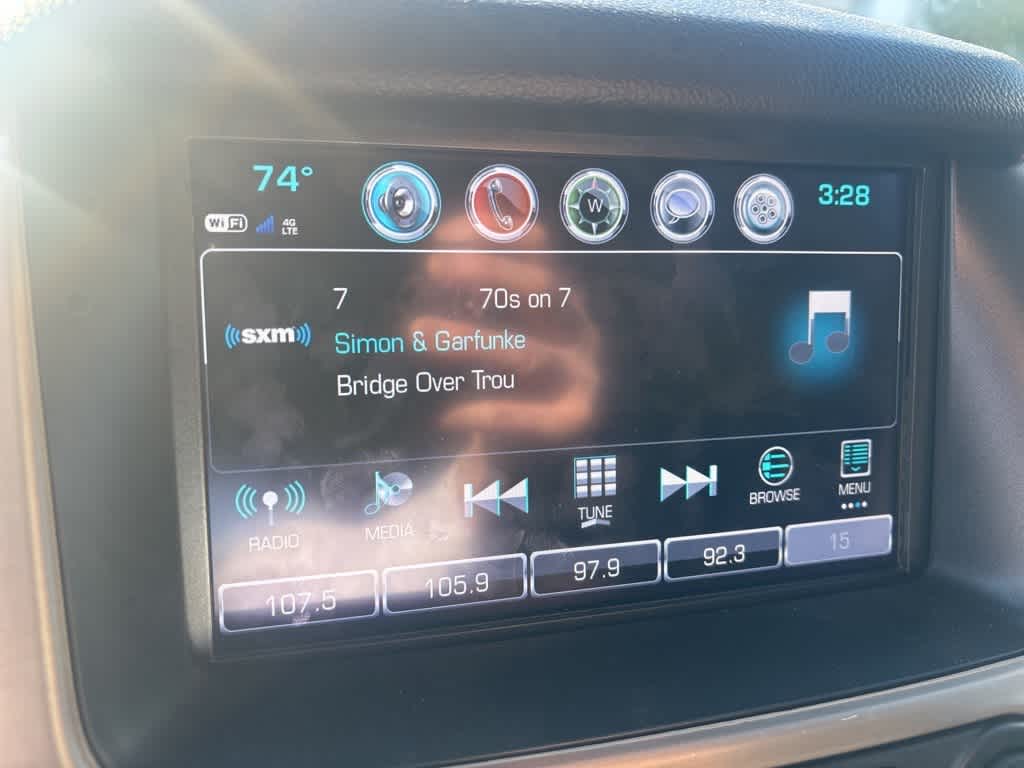 74°
W
3:28
WiFi
4G
LTE
7
70s on 7
sxm
Simon & Garfunke
Bridge Over Trou
RADIO
MEDIA
TUNE
BROWSE
MENU
107.5
105.9
97.9
92.3
15